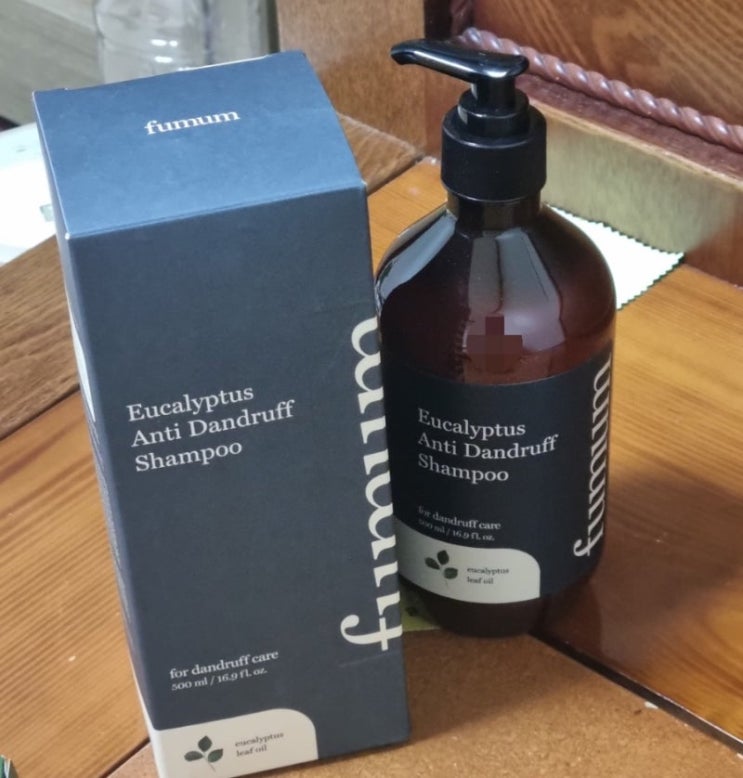 fumum
Eucalyptus
Anti Dandruff
Shampoo
fumum
for dandruff care
500 ml / 16.9 fl. oz.
eucalyptus
leaf oil
Eucalyptus
Anti Dandruff
Shampoo
fumum
for dandruff care
500 ml / 16.9 fl. oz.
eucalyptus
leaf oil